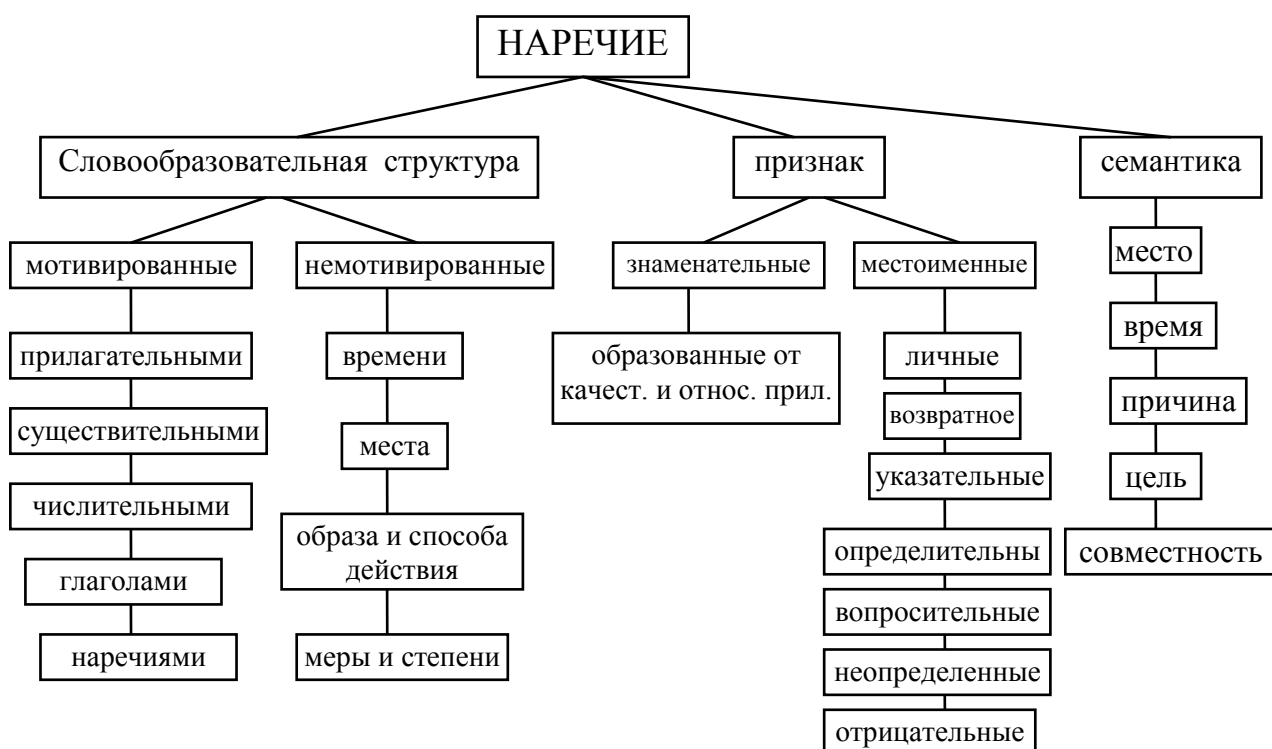 НАРЕЧИЕ
Словообразовательная структура
признак
семантика
мотивированные
немотивированные
знаменательные
местоименные
место
прилагательными
времени
образованные от
качест. и относ. прил.
личные
время
существительными
места
возвратное
причина
числительными
образа и способа
действия
указательные
цель
глаголами
определительны
совместность
наречиями
меры и степени
вопросительные
неопределенные
отрицательные